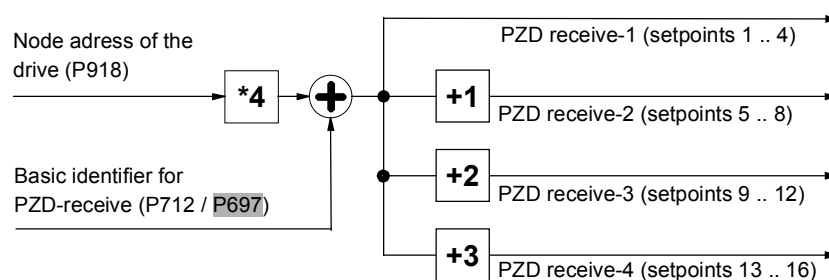 Node adress of the
drive (P918)
*4
+
Basic identifier for
PZD-receive (P712 / P697)
PZD receive-1 (setpoints 1 .. 4)
+1
PZD receive-2 (setpoints 5 .. 8)
+2
PZD receive-3 (setpoints 9 .. 12)
+3
PZD receive-4 (setpoints 13 .. 16)